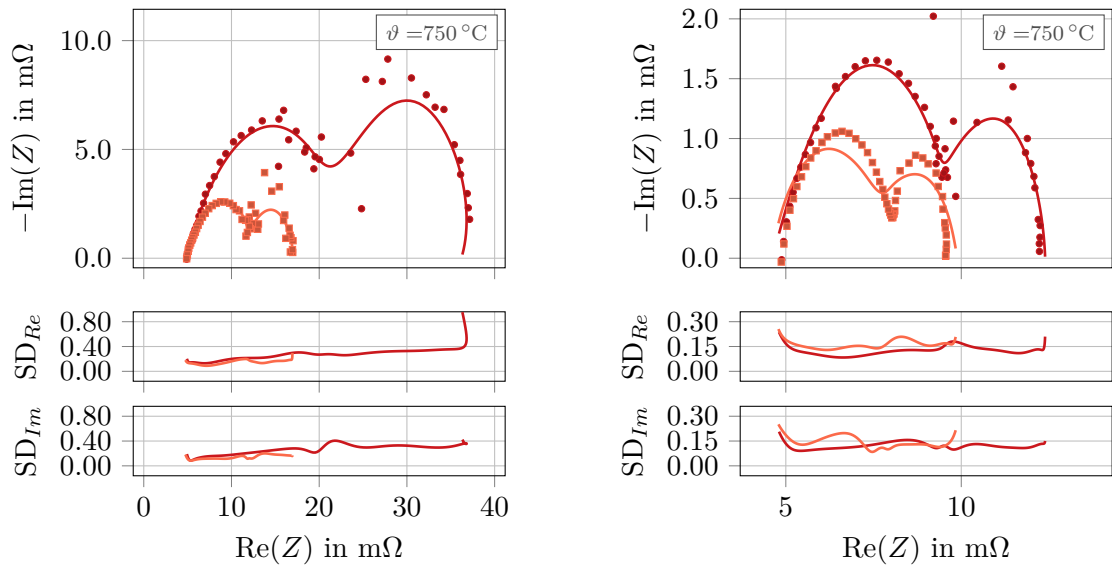 ϑ =750 °C
10.0
5.0
0.0
−Im(Z) in mΩ
0.80
0.40
0.00
SD_Re
0.80
0.40
0.00
SD_Im
0 10 20 30 40
Re(Z) in mΩ
ϑ =750 °C
2.0
1.5
1.0
0.5
0.0
−Im(Z) in mΩ
0.30
0.15
0.00
SD_Re
0.30
0.15
0.00
SD_Im
5 10
Re(Z) in mΩ